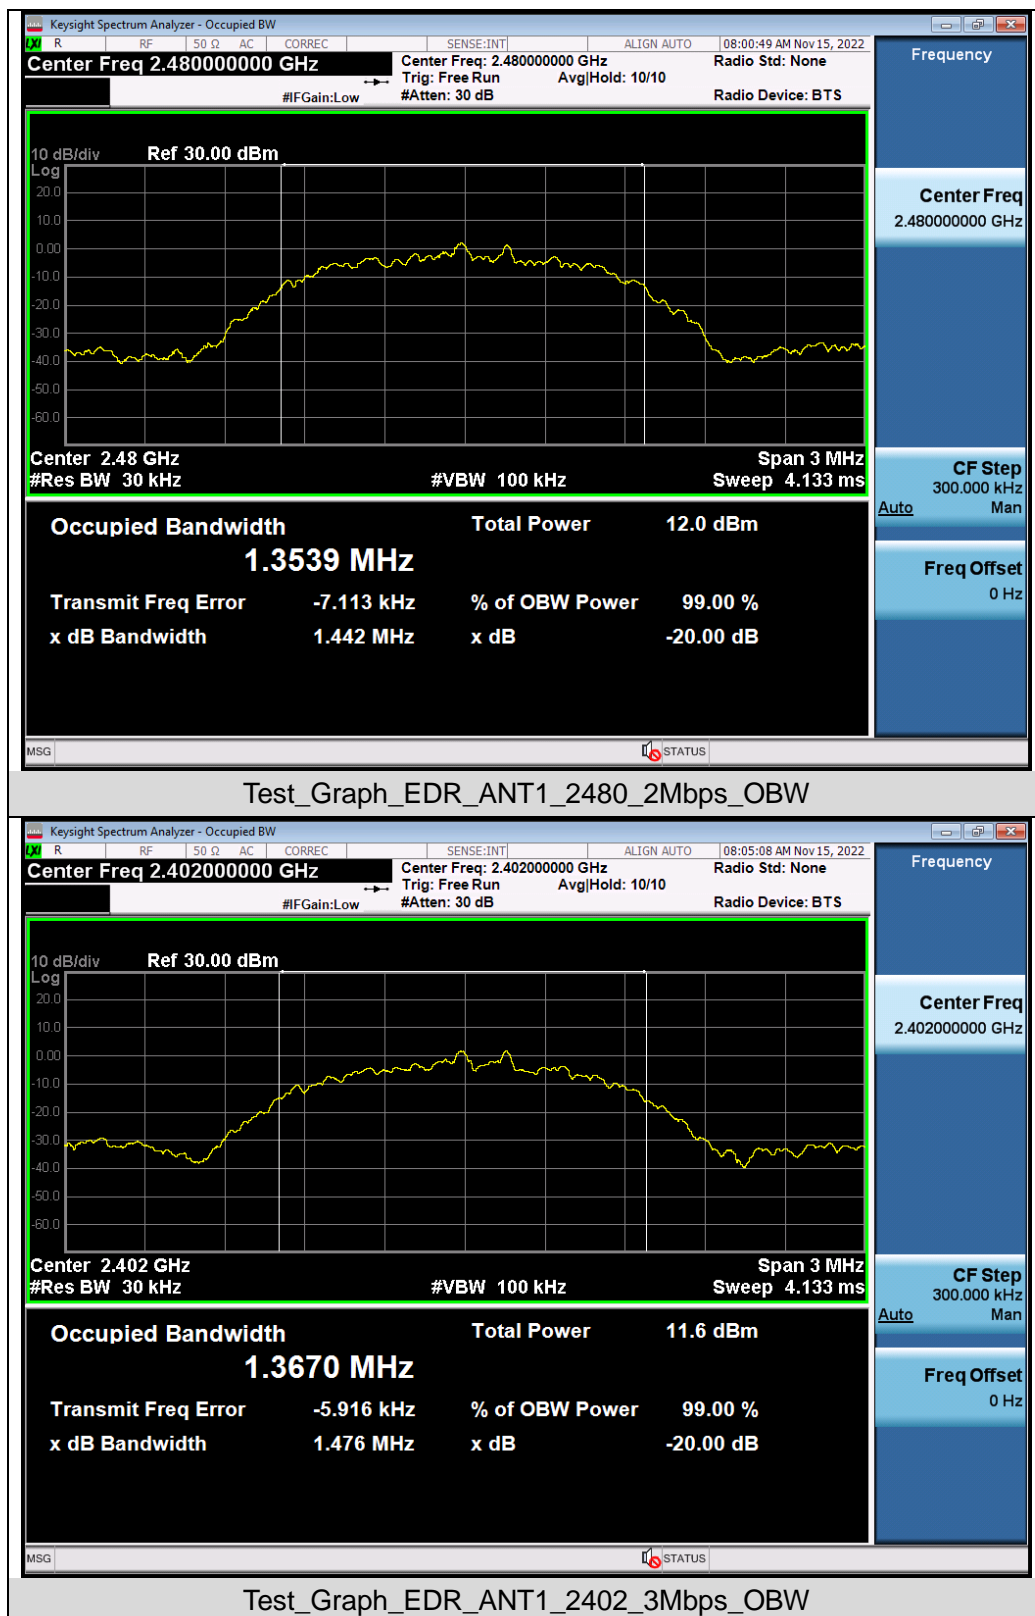 Keysight Spectrum Analyzer - Occupied BW
LXI R RF 50 Ω AC CORREC SENSE:INT ALIGN AUTO 08:00:49 AM Nov 15, 2022
Center Freq 2.480000000 GHz
Center Freq: 2.480000000 GHz
Radio Std: None
Trig: Free Run Avg|Hold: 10/10
#IFGain:Low
#Atten: 30 dB
Radio Device: BTS
Frequency
10 dB/div Ref 30.00 dBm
Log
20.0
10.0
0.00
-10.0
-20.0
-30.0
-40.0
-50.0
-60.0
Center Freq
2.480000000 GHz
Center 2.48 GHz Span 3 MHz
#Res BW 30 kHz #VBW 100 kHz Sweep 4.133 ms
CF Step
300.000 kHz
Auto Man
Occupied Bandwidth Total Power 12.0 dBm
1.3539 MHz
Freq Offset
0 Hz
Transmit Freq Error -7.113 kHz % of OBW Power 99.00 %
x dB Bandwidth 1.442 MHz x dB -20.00 dB
MSG STATUS
Test_Graph_EDR_ANT1_2480_2Mbps_OBW
Keysight Spectrum Analyzer - Occupied BW
LXI R RF 50 Ω AC CORREC SENSE:INT ALIGN AUTO 08:05:08 AM Nov 15, 2022
Center Freq 2.402000000 GHz
Center Freq: 2.402000000 GHz
Radio Std: None
Trig: Free Run Avg|Hold: 10/10
#IFGain:Low
#Atten: 30 dB
Radio Device: BTS
Frequency
10 dB/div Ref 30.00 dBm
Log
20.0
10.0
0.00
-10.0
-20.0
-30.0
-40.0
-50.0
-60.0
Center Freq
2.402000000 GHz
Center 2.402 GHz Span 3 MHz
#Res BW 30 kHz #VBW 100 kHz Sweep 4.133 ms
CF Step
300.000 kHz
Auto Man
Occupied Bandwidth Total Power 11.6 dBm
1.3670 MHz
Freq Offset
0 Hz
Transmit Freq Error -5.916 kHz % of OBW Power 99.00 %
x dB Bandwidth 1.476 MHz x dB -20.00 dB
MSG STATUS
Test_Graph_EDR_ANT1_2402_3Mbps_OBW